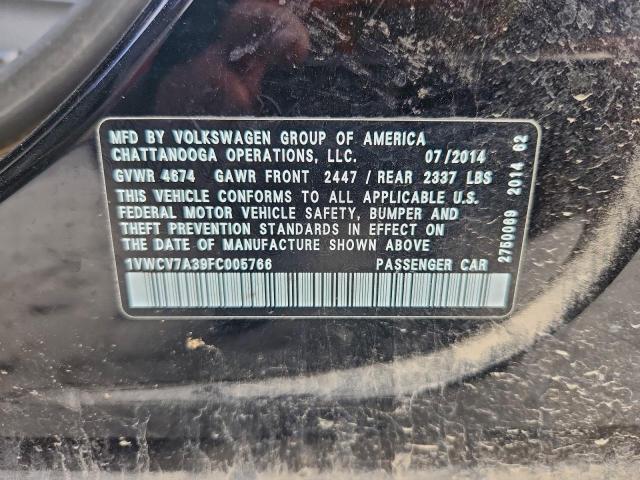 MFD BY VOLKSWAGEN GROUP OF AMERICA
CHATTANOOGA OPERATIONS, LLC. 07/2014
GVWR 4674 GAWR FRONT 2447 / REAR 2337 LBS
THIS VEHICLE CONFORMS TO ALL APPLICABLE U.S.
FEDERAL MOTOR VEHICLE SAFETY, BUMPER AND
THEFT PREVENTION STANDARDS IN EFFECT ON
THE DATE OF MANUFACTURE SHOWN ABOVE.
1VWCV7A39FC005766 PASSENGER CAR
2750069 2014 62